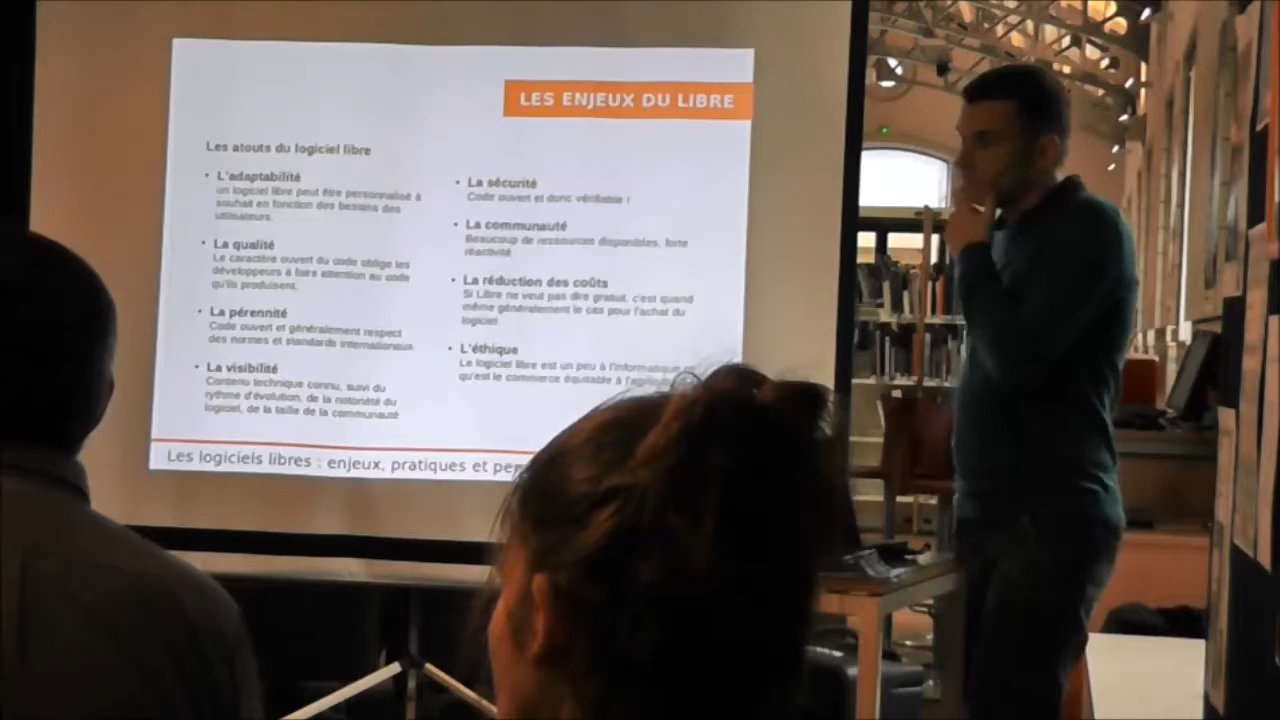 LES ENJEUX DU LIBRE
Les atouts du logiciel libre
• L'adaptabilité
un logiciel libre peut être personnalisé à
souhait en fonction des besoins des
utilisateurs.
• La qualité
Le caractère ouvert du code oblige les
développeurs à faire attention au code
qu'ils produisent.
• La pérennité
Code ouvert et généralement respect
des normes et standards internationaux.
• La visibilité
Contenu technique connu, suivi du
rythme d'évolution, de la notoriété du
logiciel, de la taille de la communauté
• La sécurité
Code ouvert et donc vérifiable !
• La communauté
Beaucoup de ressources disponibles, forte
réactivité
• La réduction des coûts
Si Libre ne veut pas dire gratuit, c'est quand
même généralement le cas pour l'achat du
logiciel.
• L'éthique
Le logiciel libre est un peu à l'informatique
qu'est le commerce équitable à
Les logiciels libres : enjeux, pratiques et